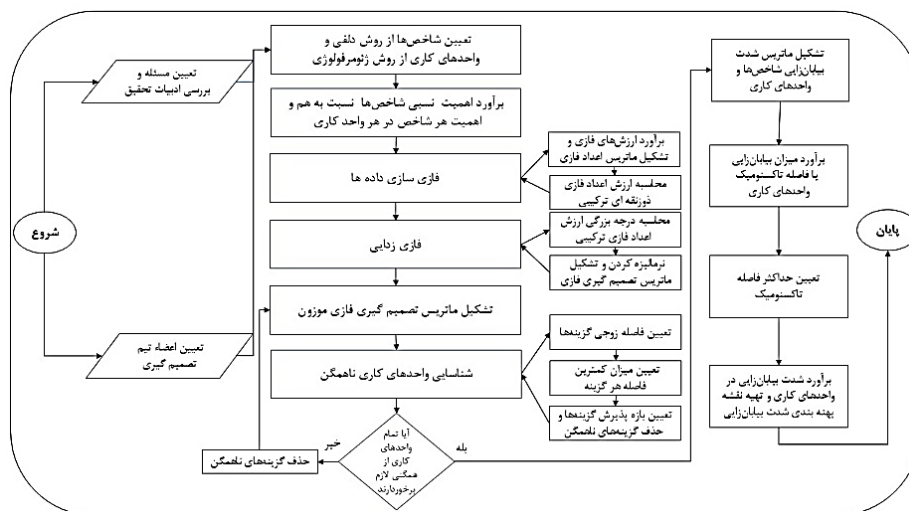 شروع
تعیین مسئله و
بررسی ادبیات تحقیق
تعیین اعضاء تیم
تصمیم گیری
تعیین شاخص‌ها از روش دلفی و
واحدهای کاری از روش ژئومرفولوژی
برآورد اهمیت نسبی شاخص‌ها نسبت به هم و
اهمیت هر شاخص در هر واحد کاری
فازی سازی داده ها
برآورد ارزش‌های فازی و
تشکیل ماتریس اعداد فازی
محاسبه ارزش اعداد فازی
ذوزنقه ای ترکیبی
فازی زدایی
محاسبه درجه بزرگی ارزش
اعداد فازی ترکیبی
نرمالیزه کردن و تشکیل
ماتریس تصمیم گیری فازی
تشکیل ماتریس تصمیم گیری فازی موزون
شناسایی واحدهای کاری ناهمگن
تعیین فاصله زوجی گزینه‌ها
تعیین میزان کمترین
فاصله هر گزینه
تعیین بازه پذیرش گزینه‌ها و
حذف گزینه‌های ناهمگن
آیا تمام
واحدهای
کاری از
همگنی لازم
برخوردارند
خیر
حذف گزینه‌های ناهمگن
بله
تشکیل ماتریس شدت
بیابان‌زایی شاخص‌ها و
واحدهای کاری
برآورد میزان بیابان‌زایی
یا فاصله تاکسنومیک
واحدهای کاری
تعیین حداکثر فاصله
تاکسنومیک
برآورد شدت بیابان‌زایی در
واحدهای کاری و تهیه نقشه
پهنه بندی شدت بیابان‌زایی
پایان